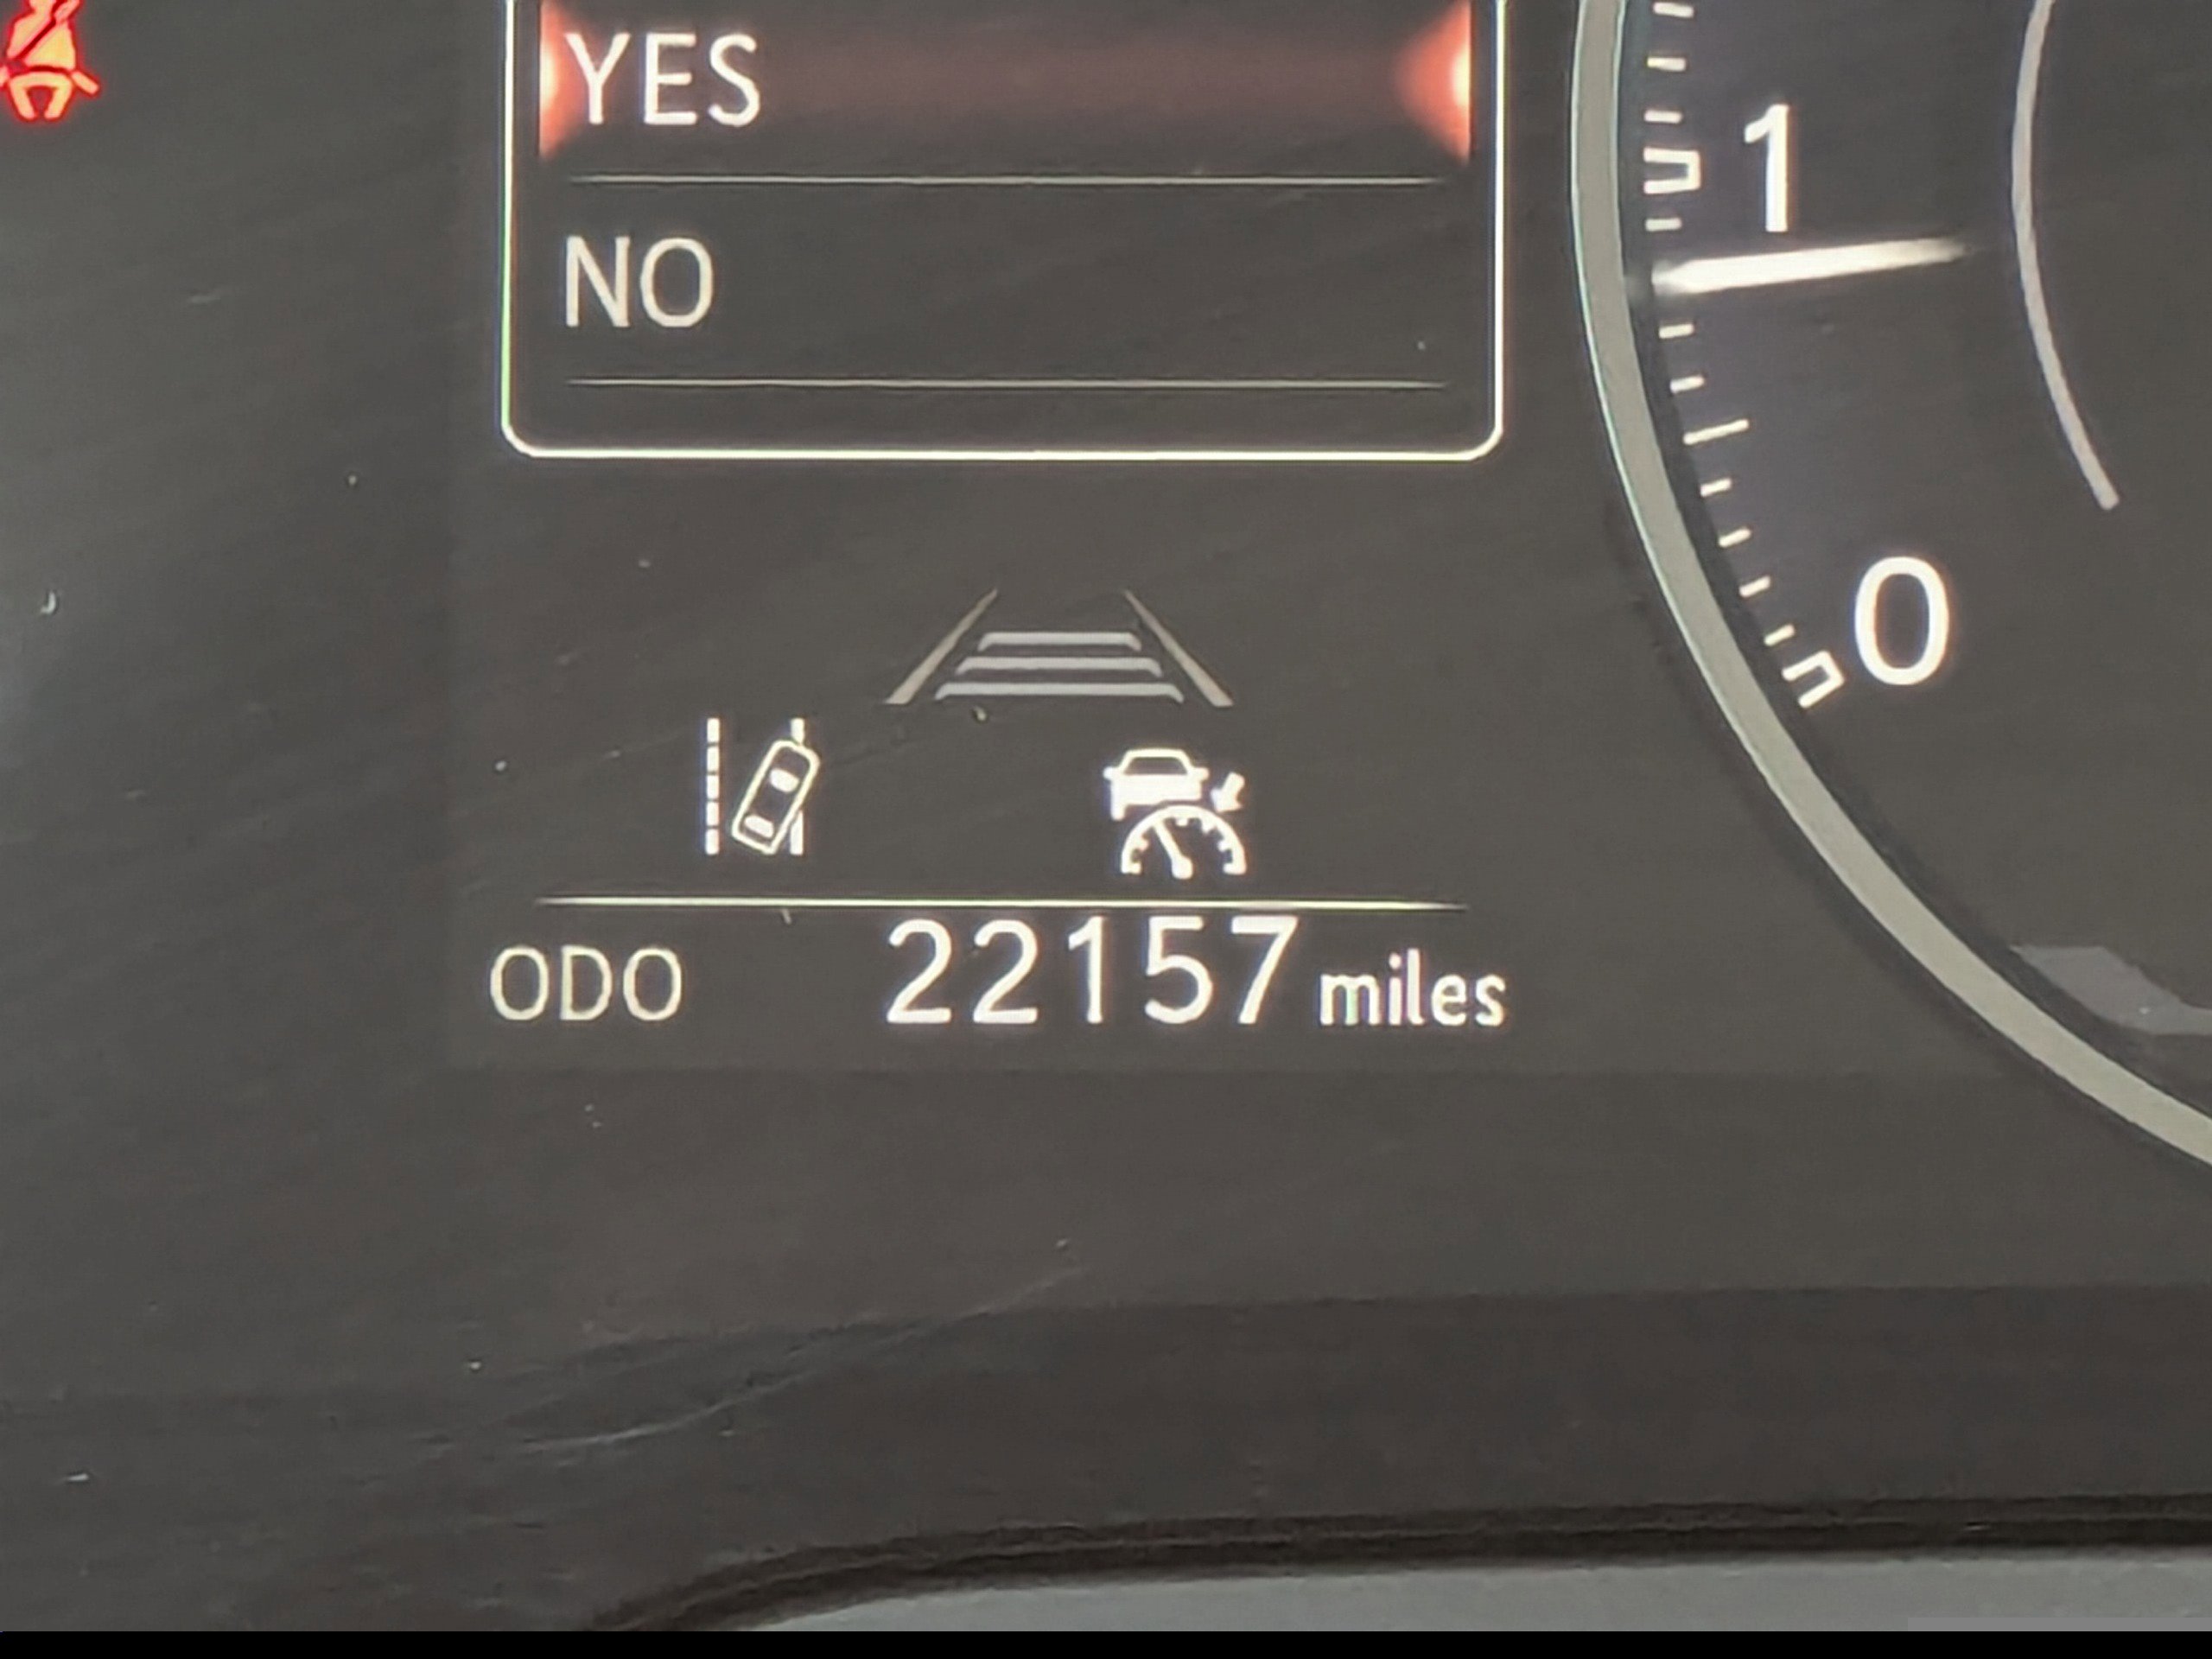 YES
NO
1
0
ODO 22157 miles